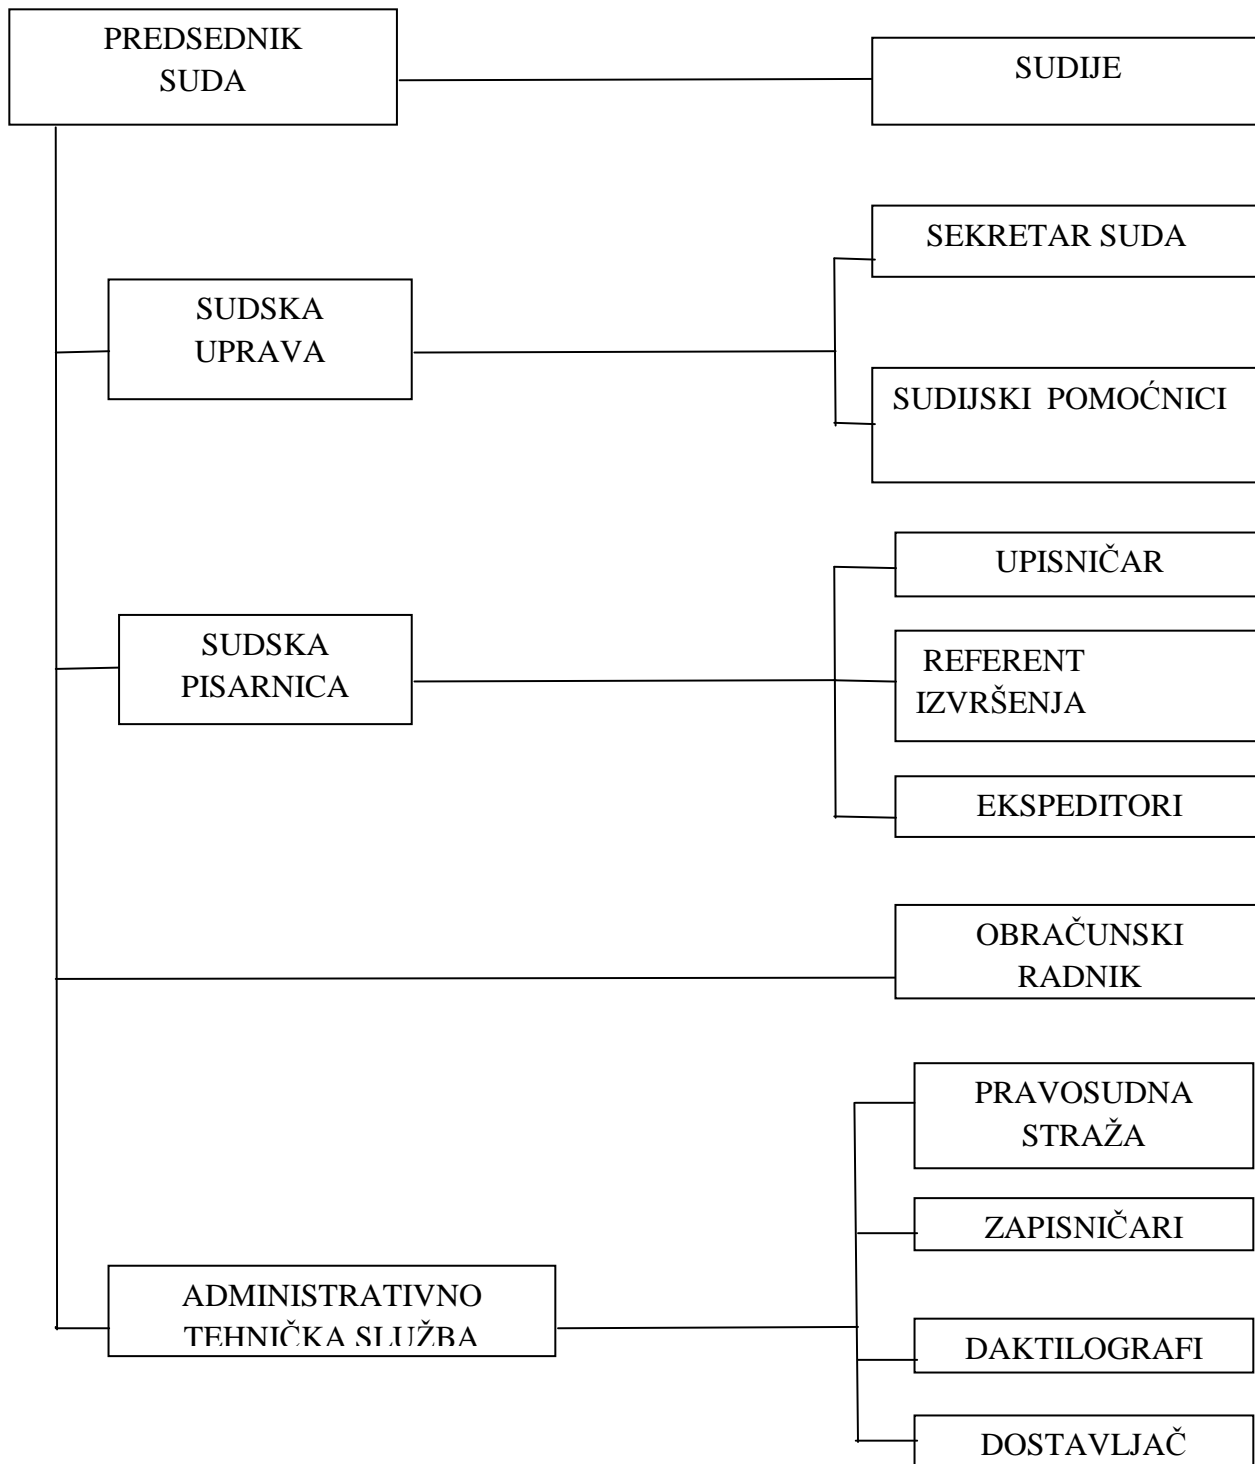 PREDSEDNIK
SUDA
SUDIJE
SUDSKA
UPRAVA
SEKRETAR SUDA
SUDIJSKI POMOĆNICI
SUDSKA
PISARNICA
UPISNIČAR
REFERENT
IZVRŠENJA
EKSPEDITORI
OBRAČUNSKI
RADNIK
ADMINISTRATIVNO
TEHNIČKA SLUŽBA
PRAVOSUDNA
STRAŽA
ZAPISNIČARI
DAKTILOGRAFI
DOSTAVLJAČ